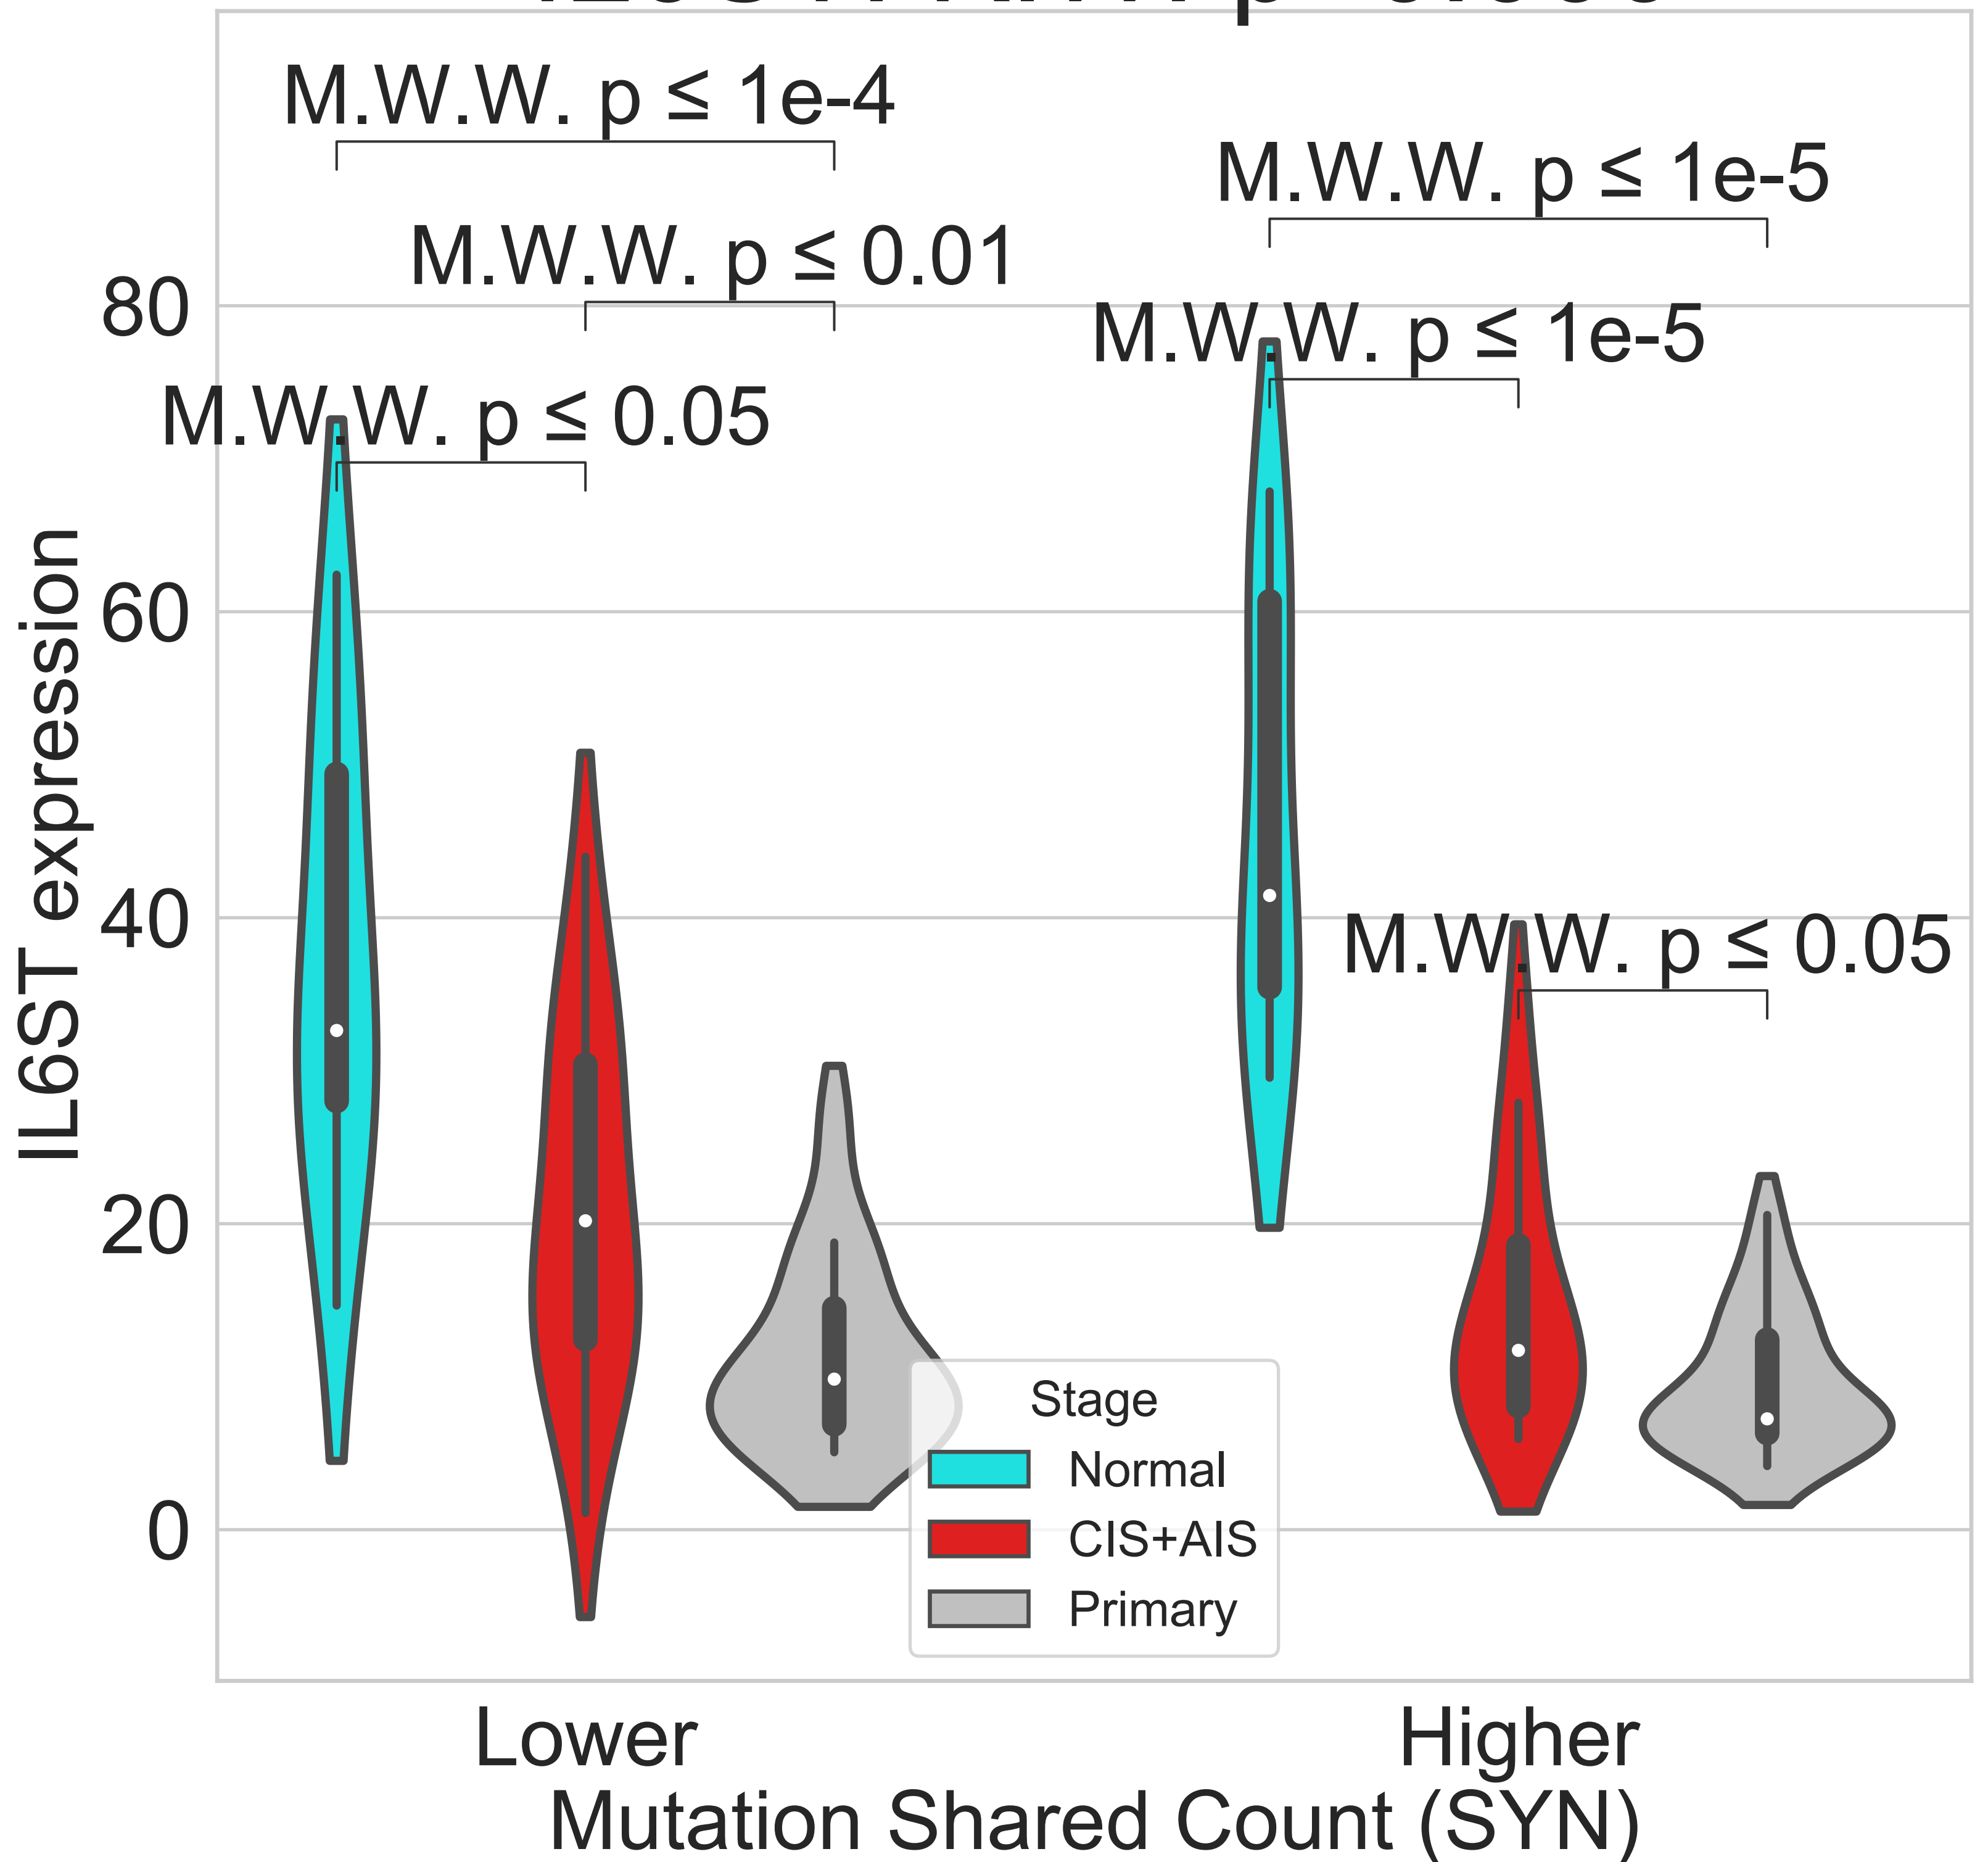 M.W.W. p ≤ 1e-4
M.W.W. p ≤ 1e-5
M.W.W. p ≤ 0.01
M.W.W. p ≤ 1e-5
M.W.W. p ≤ 0.05
M.W.W. p ≤ 0.05
80
60
40
20
0
IL6ST expression
Stage
Normal
CIS+AIS
Primary
Lower
Higher
Mutation Shared Count (SYN)